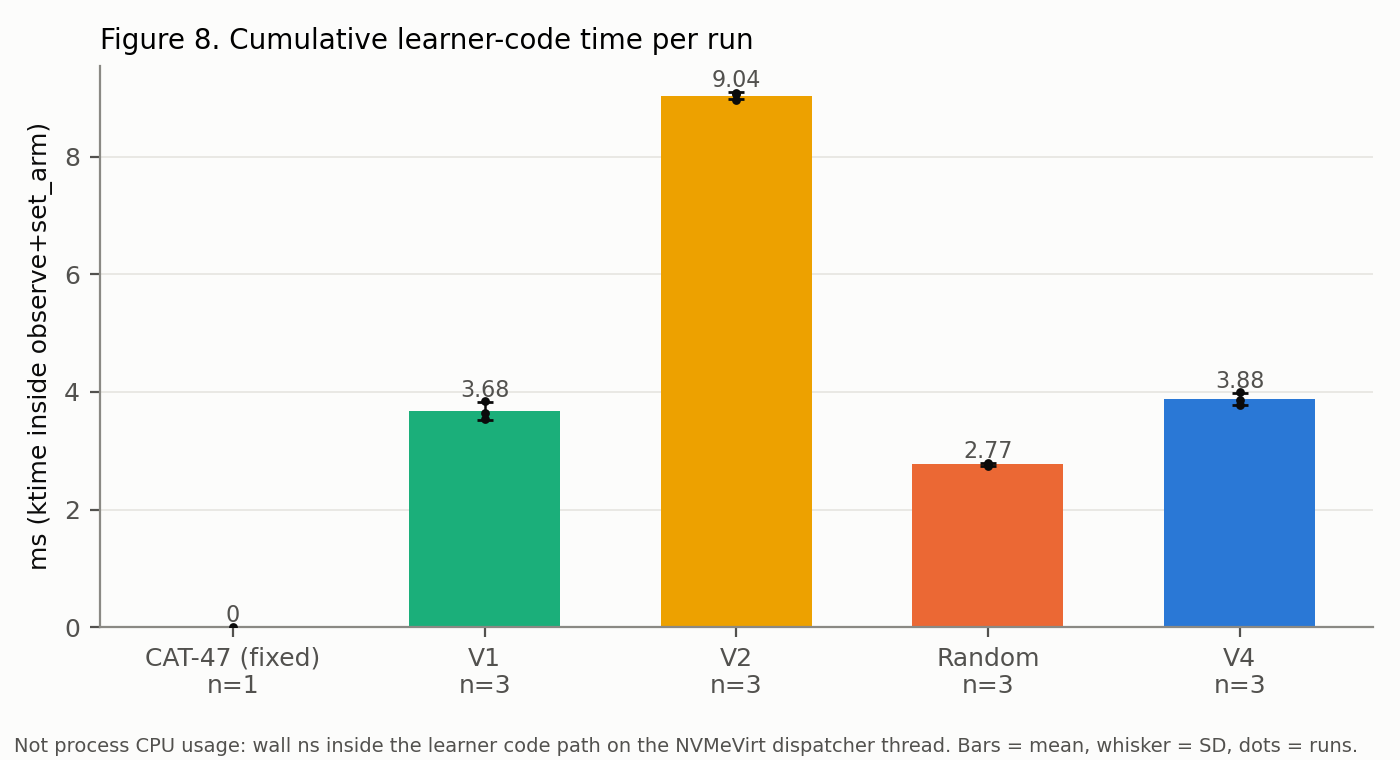 Figure 8. Cumulative learner-code time per run
ms (ktime inside observe+set_arm)
8
6
4
2
0
0
3.68
9.04
2.77
3.88
CAT-47 (fixed)
n=1
V1
n=3
V2
n=3
Random
n=3
V4
n=3
Not process CPU usage: wall ns inside the learner code path on the NVMeVirt dispatcher thread. Bars = mean, whisker = SD, dots = runs.